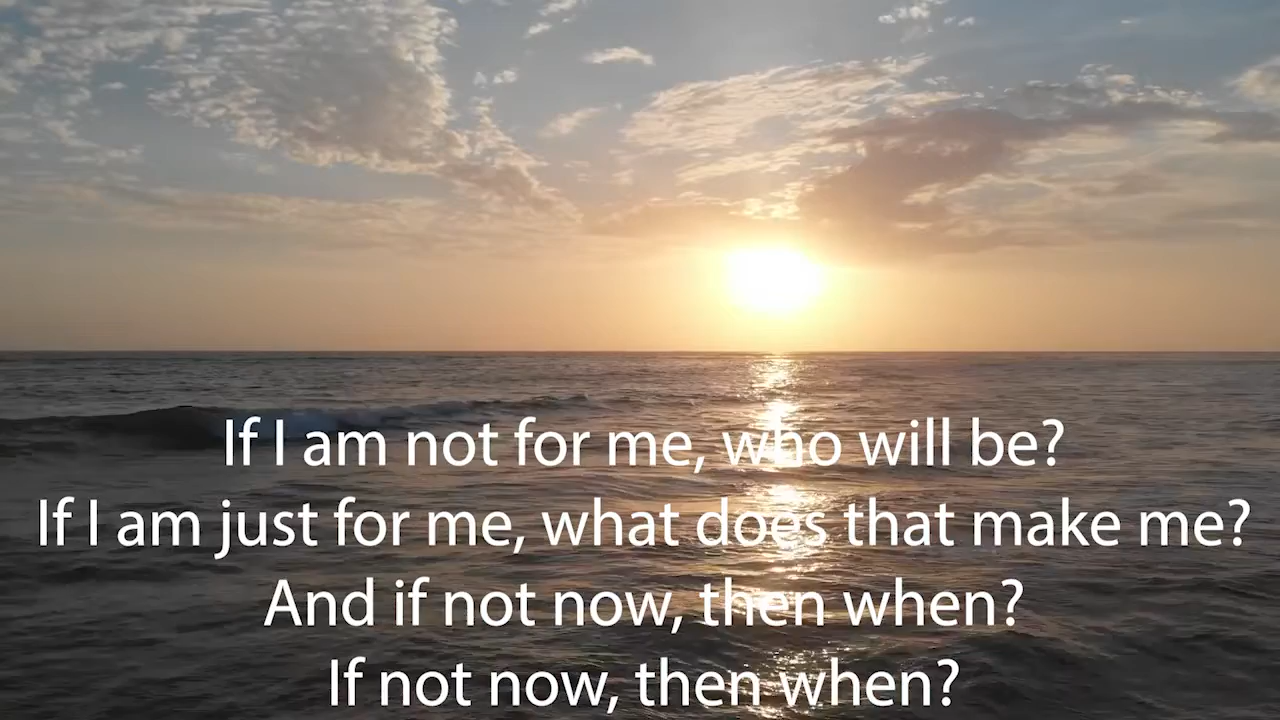 If I am not for me, who will be?
If I am just for me, what does that make me?
And if not now, then when?
If not now, then when?